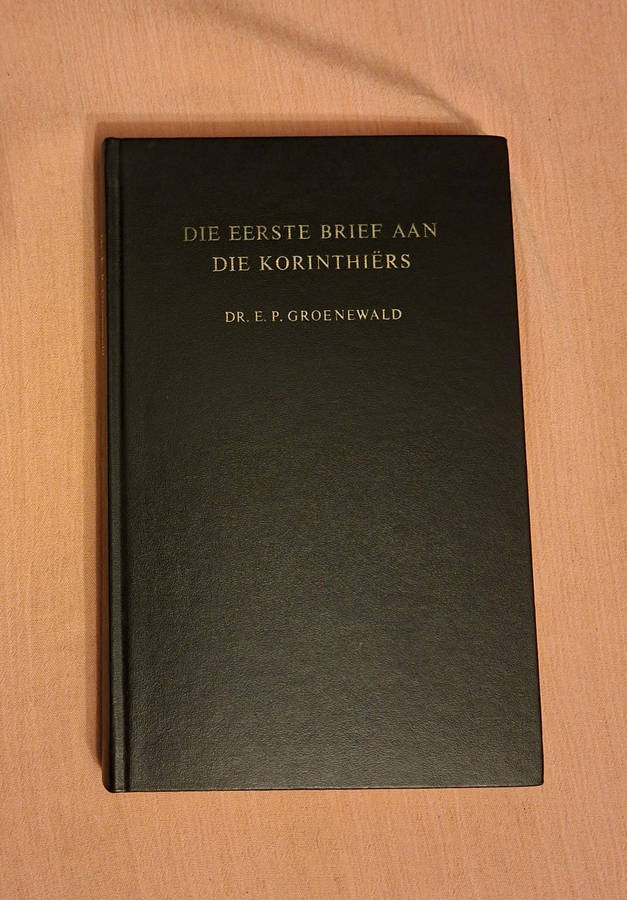 DIE EERSTE BRIEF AAN
DIE KORINTHIËRS
DR. E. P. GROENEWALD